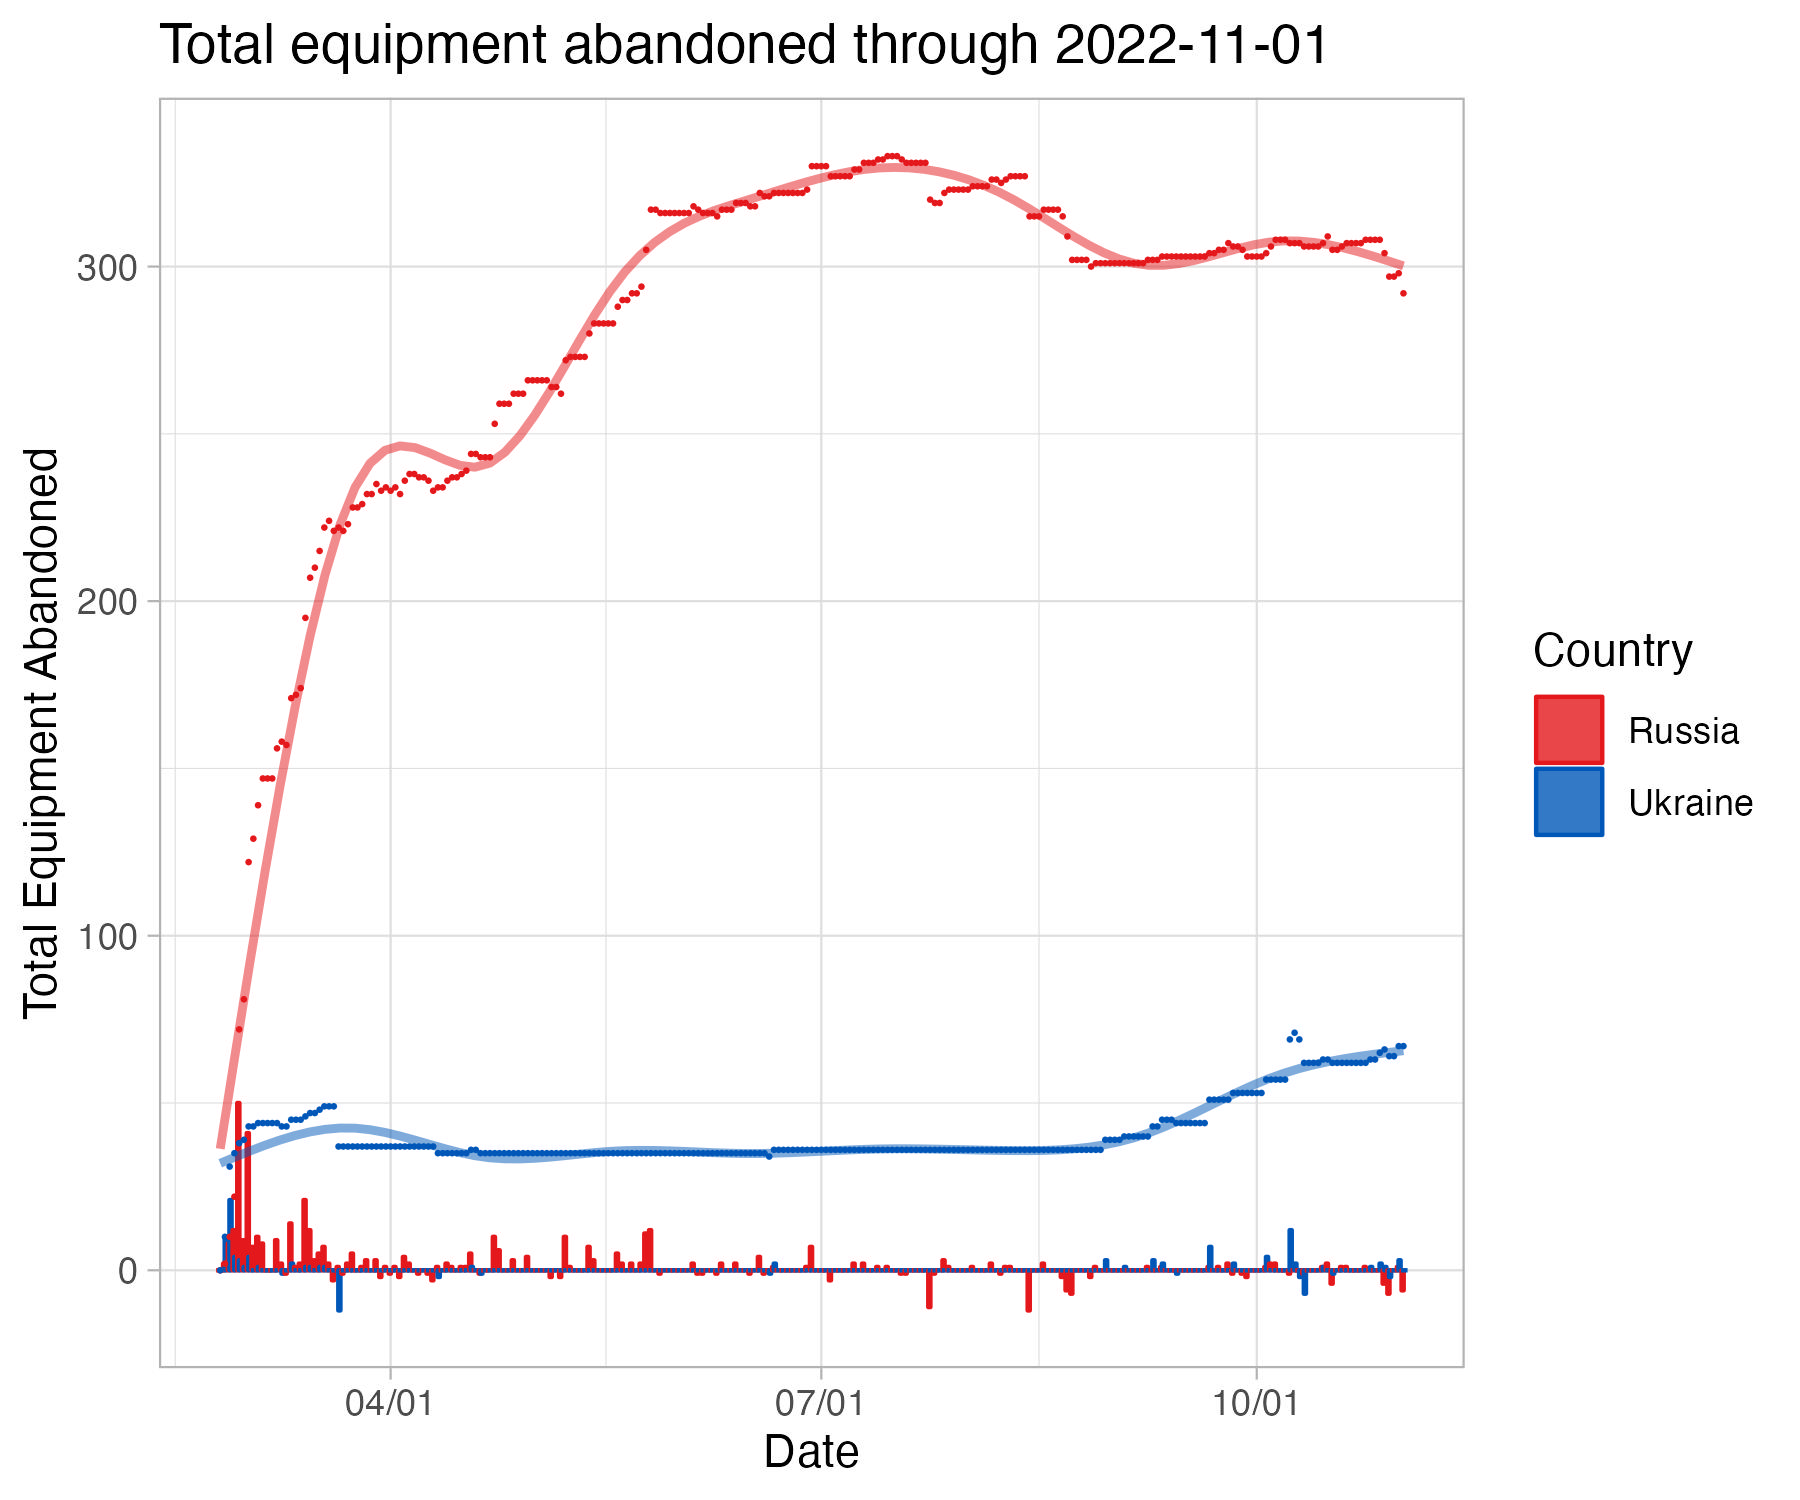 Total equipment abandoned through 2022-11-01
Total Equipment Abandoned
300
200
100
0
04/01
07/01
10/01
Date
Country
Russia
Ukraine